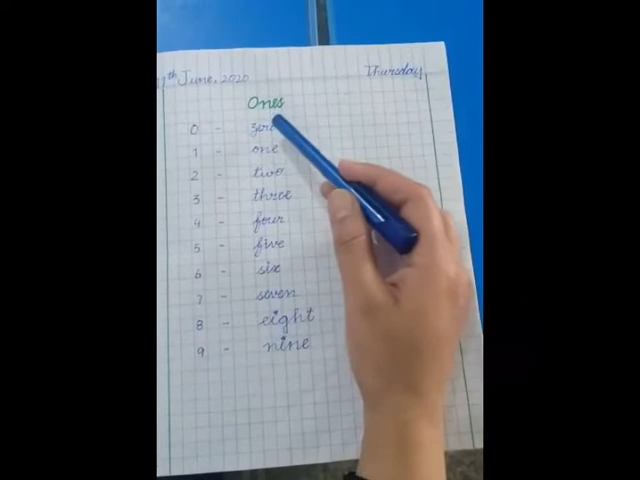 June, 2020 Thursday
Ones
0 - zero
1 - one
2 - two
3 - three
4 - four
5 - five
6 - six
7 - seven
8 - eight
9 - nine